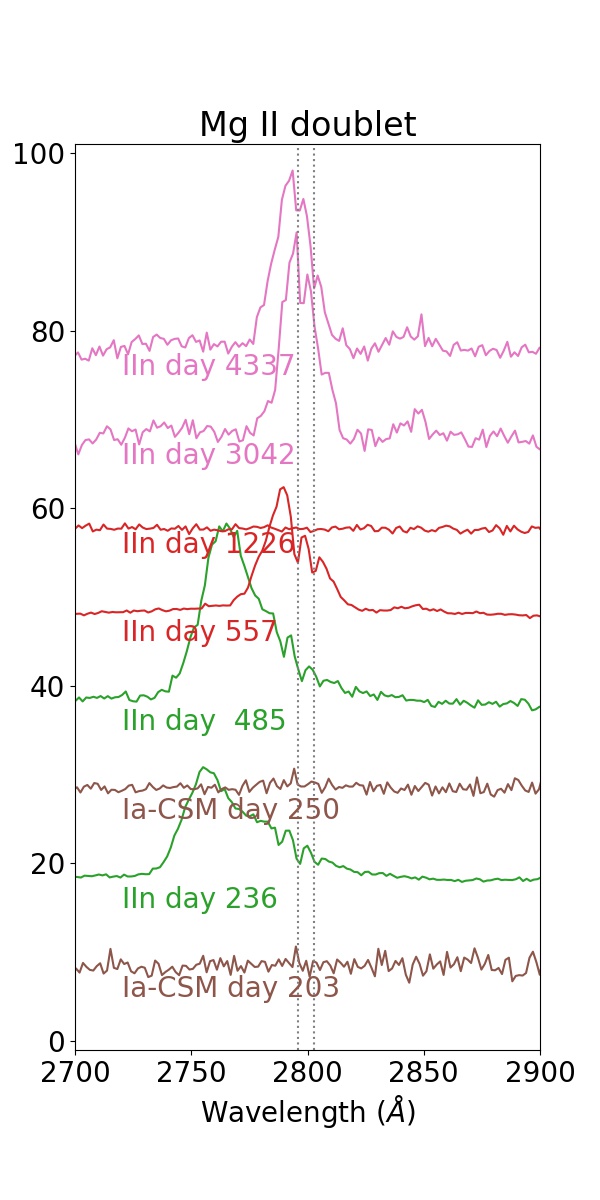 Mg II doublet
100
80
IIn day 4337
IIn day 3042
60
IIn day 1226
IIn day 557
40
IIn day  485
Ia-CSM day 250
20
IIn day 236
Ia-CSM day 203
0
2700 2750 2800 2850 2900
Wavelength (Å)